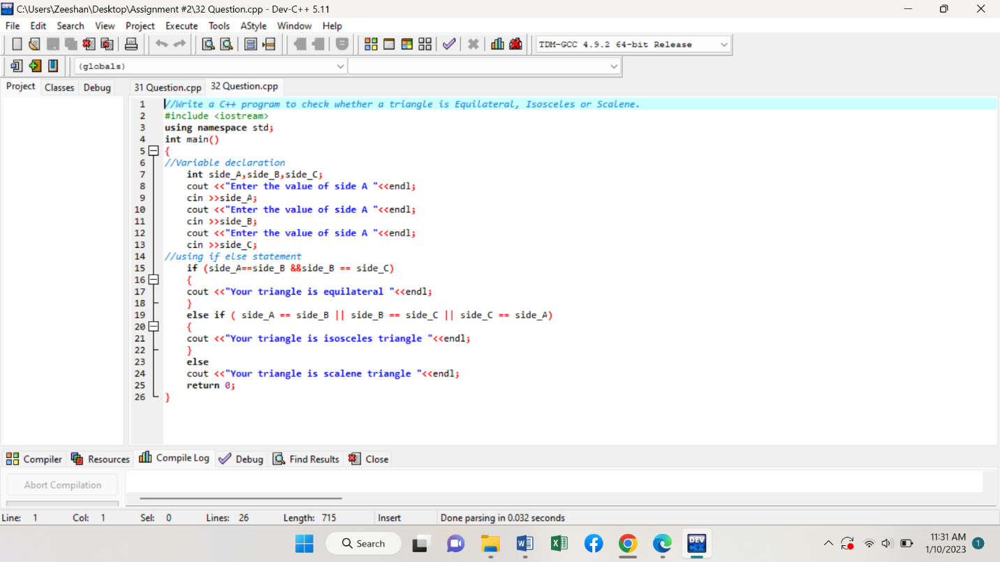 C:\Users\Zeeshan\Desktop\Assignment #2\32 Question.cpp - Dev-C++ 5.11
File Edit Search View Project Execute Tools AStyle Window Help
TDM-GCC 4.9.2 64-bit Release
(globals)
Project Classes Debug 31 Question.cpp 32 Question.cpp
1 //Write a C++ program to check whether a triangle is Equilateral, Isosceles or Scalene.
2 #include <iostream>
3 using namespace std;
4 int main()
5 {
6 //Variable declaration
7 int side_A,side_B,side_C;
8 cout <<"Enter the value of side A "<<endl;
9 cin >>side_A;
10 cout <<"Enter the value of side A "<<endl;
11 cin >>side_B;
12 cout <<"Enter the value of side A "<<endl;
13 cin >>side_C;
14 //using if else statement
15 if (side_A==side_B &&side_B == side_C)
16 {
17 cout <<"Your triangle is equilateral "<<endl;
18 }
19 else if ( side_A == side_B || side_B == side_C || side_C == side_A)
20 {
21 cout <<"Your triangle is isosceles triangle "<<endl;
22 }
23 else
24 cout <<"Your triangle is scalene triangle "<<endl;
25 return 0;
26 }
Compiler Resources Compile Log Debug Find Results Close
Abort Compilation
Line: 1 Col: 1 Sel: 0 Lines: 26 Length: 715 Insert Done parsing in 0.032 seconds
Search DEV 11:31 AM
1/10/2023 1